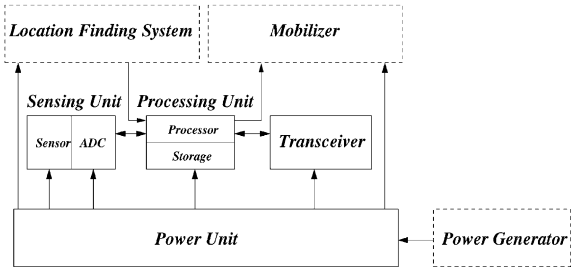 Location Finding System
Mobilizer
Sensing Unit
Processing Unit
Sensor
ADC
Processor
Storage
Transceiver
Power Unit
Power Generator